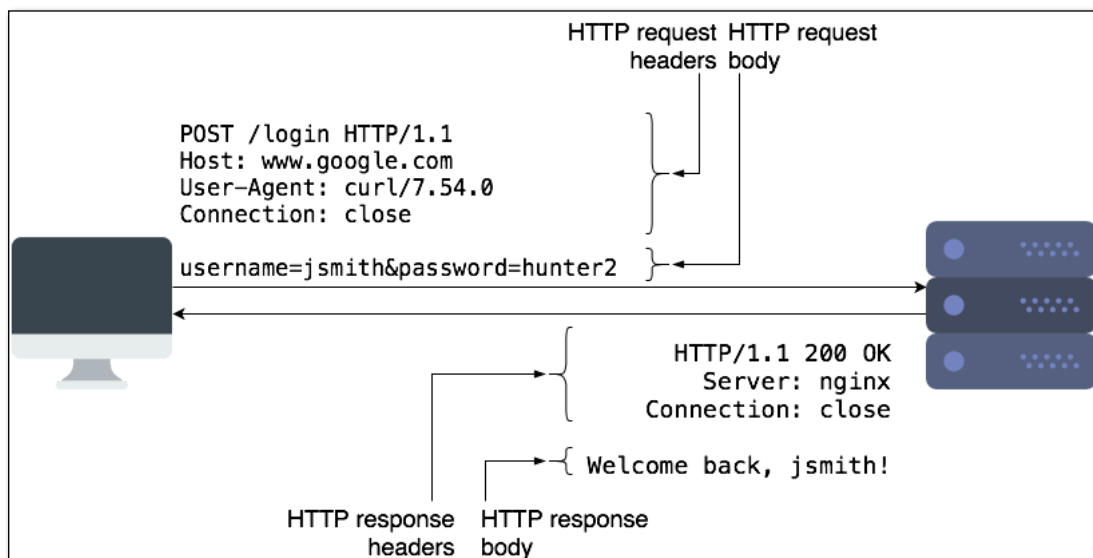 HTTP request headers
HTTP request body
POST /login HTTP/1.1
Host: www.google.com
User-Agent: curl/7.54.0
Connection: close
username=jsmith&password=hunter2
HTTP/1.1 200 OK
Server: nginx
Connection: close
Welcome back, jsmith!
HTTP response headers
HTTP response body